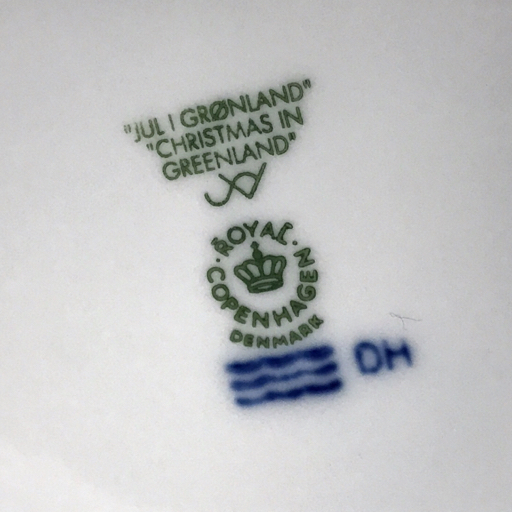 "JUL I GRØNLAND"
"CHRISTMAS IN
GREENLAND"
ROYAL
COPENHAGEN
DENMARK
DH